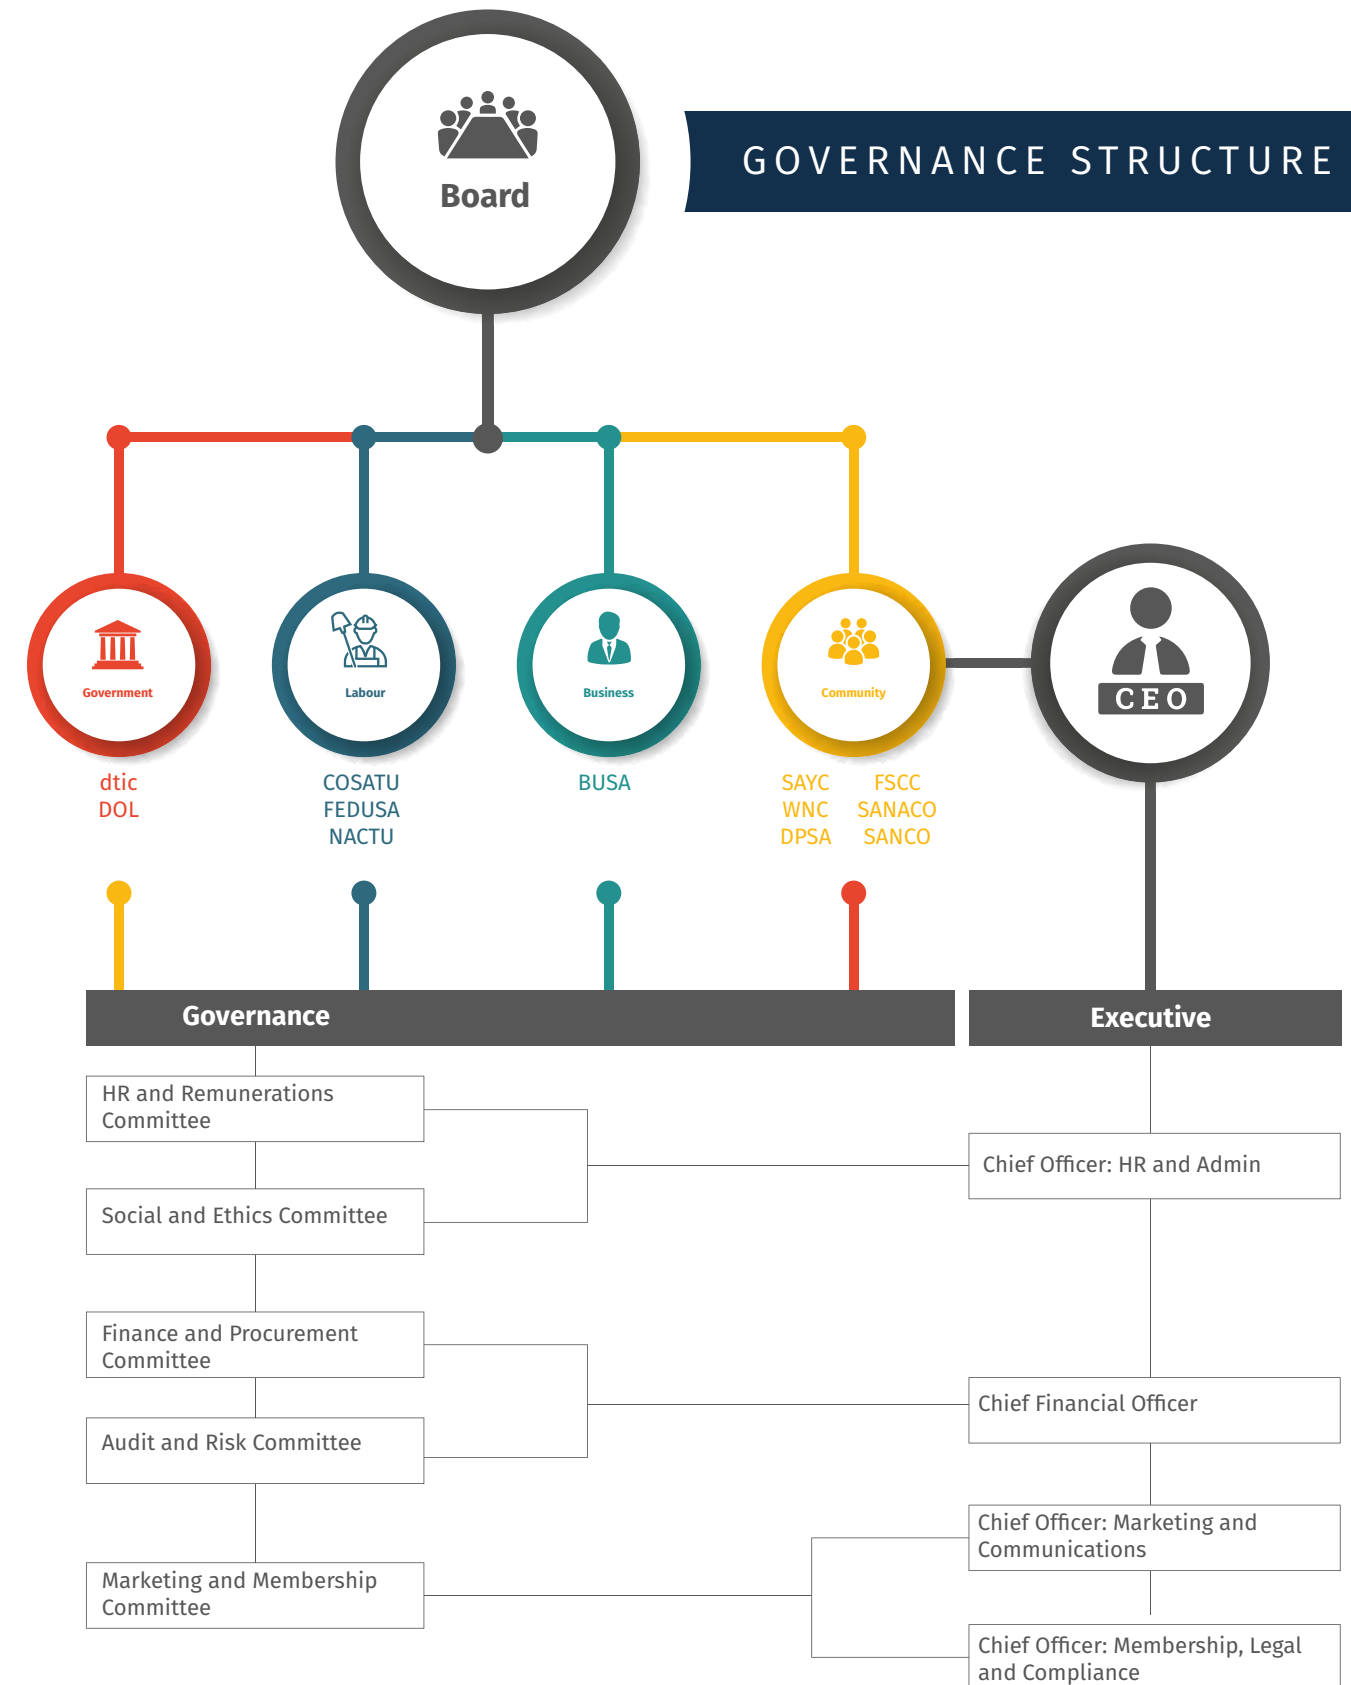 Board
GOVERNANCE STRUCTURE
Government
Labour
Business
Community
CEO
dtic
DOL
COSATU
FEDUSA
NACTU
BUSA
SAYC FSCC
WNC SANACO
DPSA SANCO
Governance
Executive
HR and Remunerations
Committee
Chief Officer: HR and Admin
Social and Ethics Committee
Finance and Procurement
Committee
Chief Financial Officer
Audit and Risk Committee
Chief Officer: Marketing and
Communications
Marketing and Membership
Committee
Chief Officer: Membership, Legal
and Compliance